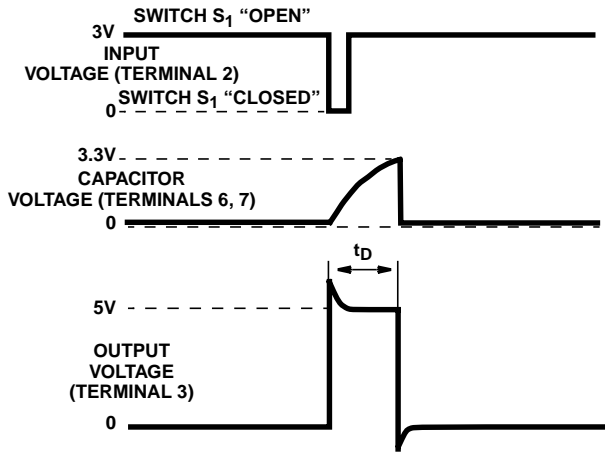 SWITCH S1 “OPEN”
3V
INPUT
VOLTAGE (TERMINAL 2)
SWITCH S1 “CLOSED”
0
3.3V
CAPACITOR
VOLTAGE (TERMINALS 6, 7)
0
tD
5V
OUTPUT
VOLTAGE
(TERMINAL 3)
0